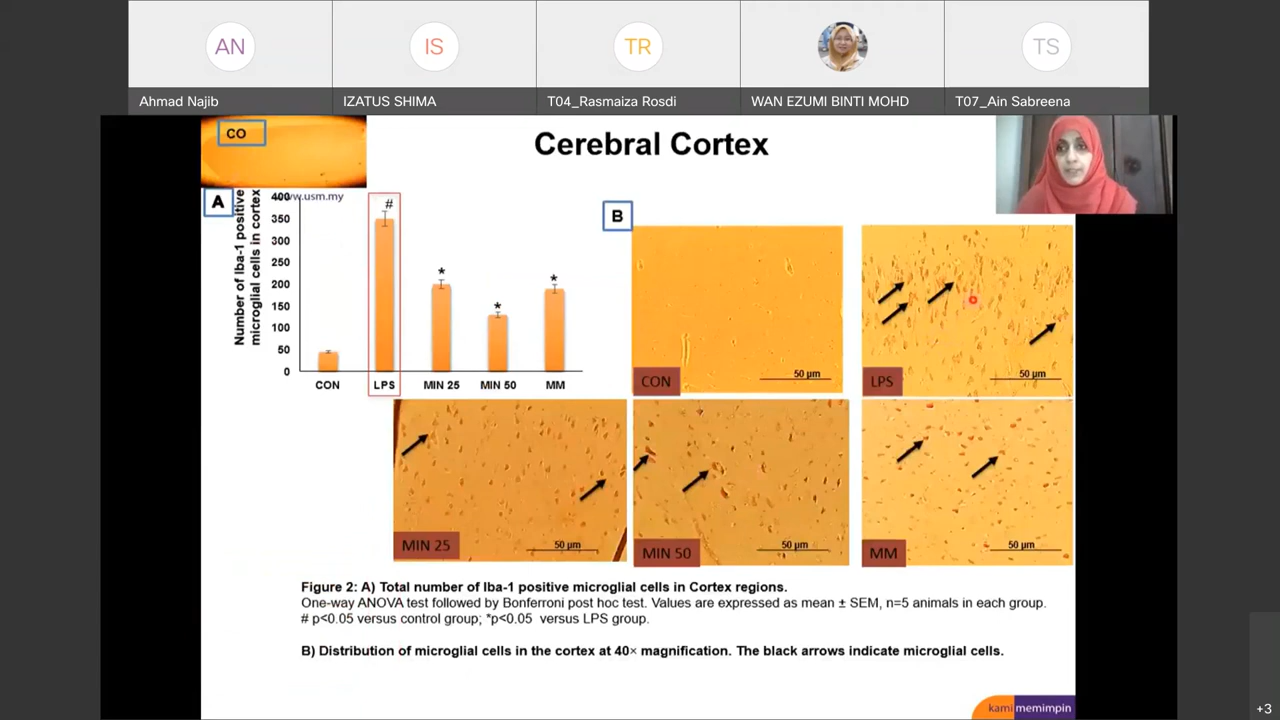 AN
IS
TR
TS
Ahmad Najib
IZATUS SHIMA
T04_Rasmaiza Rosdi
WAN EZUMI BINTI MOHD
T07_Ain Sabreena
CO
Cerebral Cortex
A
www.usm.my
B
Number of Iba-1 positive
microglial cells in cortex
400
350
300
250
200
150
100
50
0
#
*
*
*
CON
LPS
MIN 25
MIN 50
MM
CON
50 µm
LPS
50 µm
MIN 25
50 µm
MIN 50
50 µm
MM
50 µm
Figure 2: A) Total number of Iba-1 positive microglial cells in Cortex regions.
One-way ANOVA test followed by Bonferroni post hoc test. Values are expressed as mean ± SEM, n=5 animals in each group.
# p<0.05 versus control group; *p<0.05 versus LPS group.
B) Distribution of microglial cells in the cortex at 40× magnification. The black arrows indicate microglial cells.
kami memimpin
+3